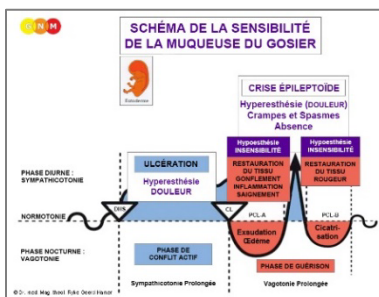 GNM
SCHÉMA DE LA SENSIBILITÉ
DE LA MUQUEUSE DU GOSIER
CRISE ÉPILEPTOÏDE
Hyperesthésie (DOULEUR)
Crampes et Spasmes
Absence
ULCÉRATION
Hyperesthésie
DOULEUR
Hypoesthésie
INSENSIBILITÉ
RESTAURATION
DU TISSU
GONFLEMENT
INFLAMMATION
SAIGNEMENT
Hypoesthésie
INSENSIBILITÉ
RESTAURATION
DU TISSU
ROUGEUR
PHASE DIURNE :
SYMPATHICOTONIE
NORMOTONIE
DHS
CL
PCL-A
PCL-B
PHASE NOCTURNE :
VAGOTONIE
PHASE DE
CONFLIT ACTIF
Exsudation
Œdème
Cicatri-
sation
PHASE DE GUÉRISON
Sympathicotonie Prolongée
Vagotonie Prolongée